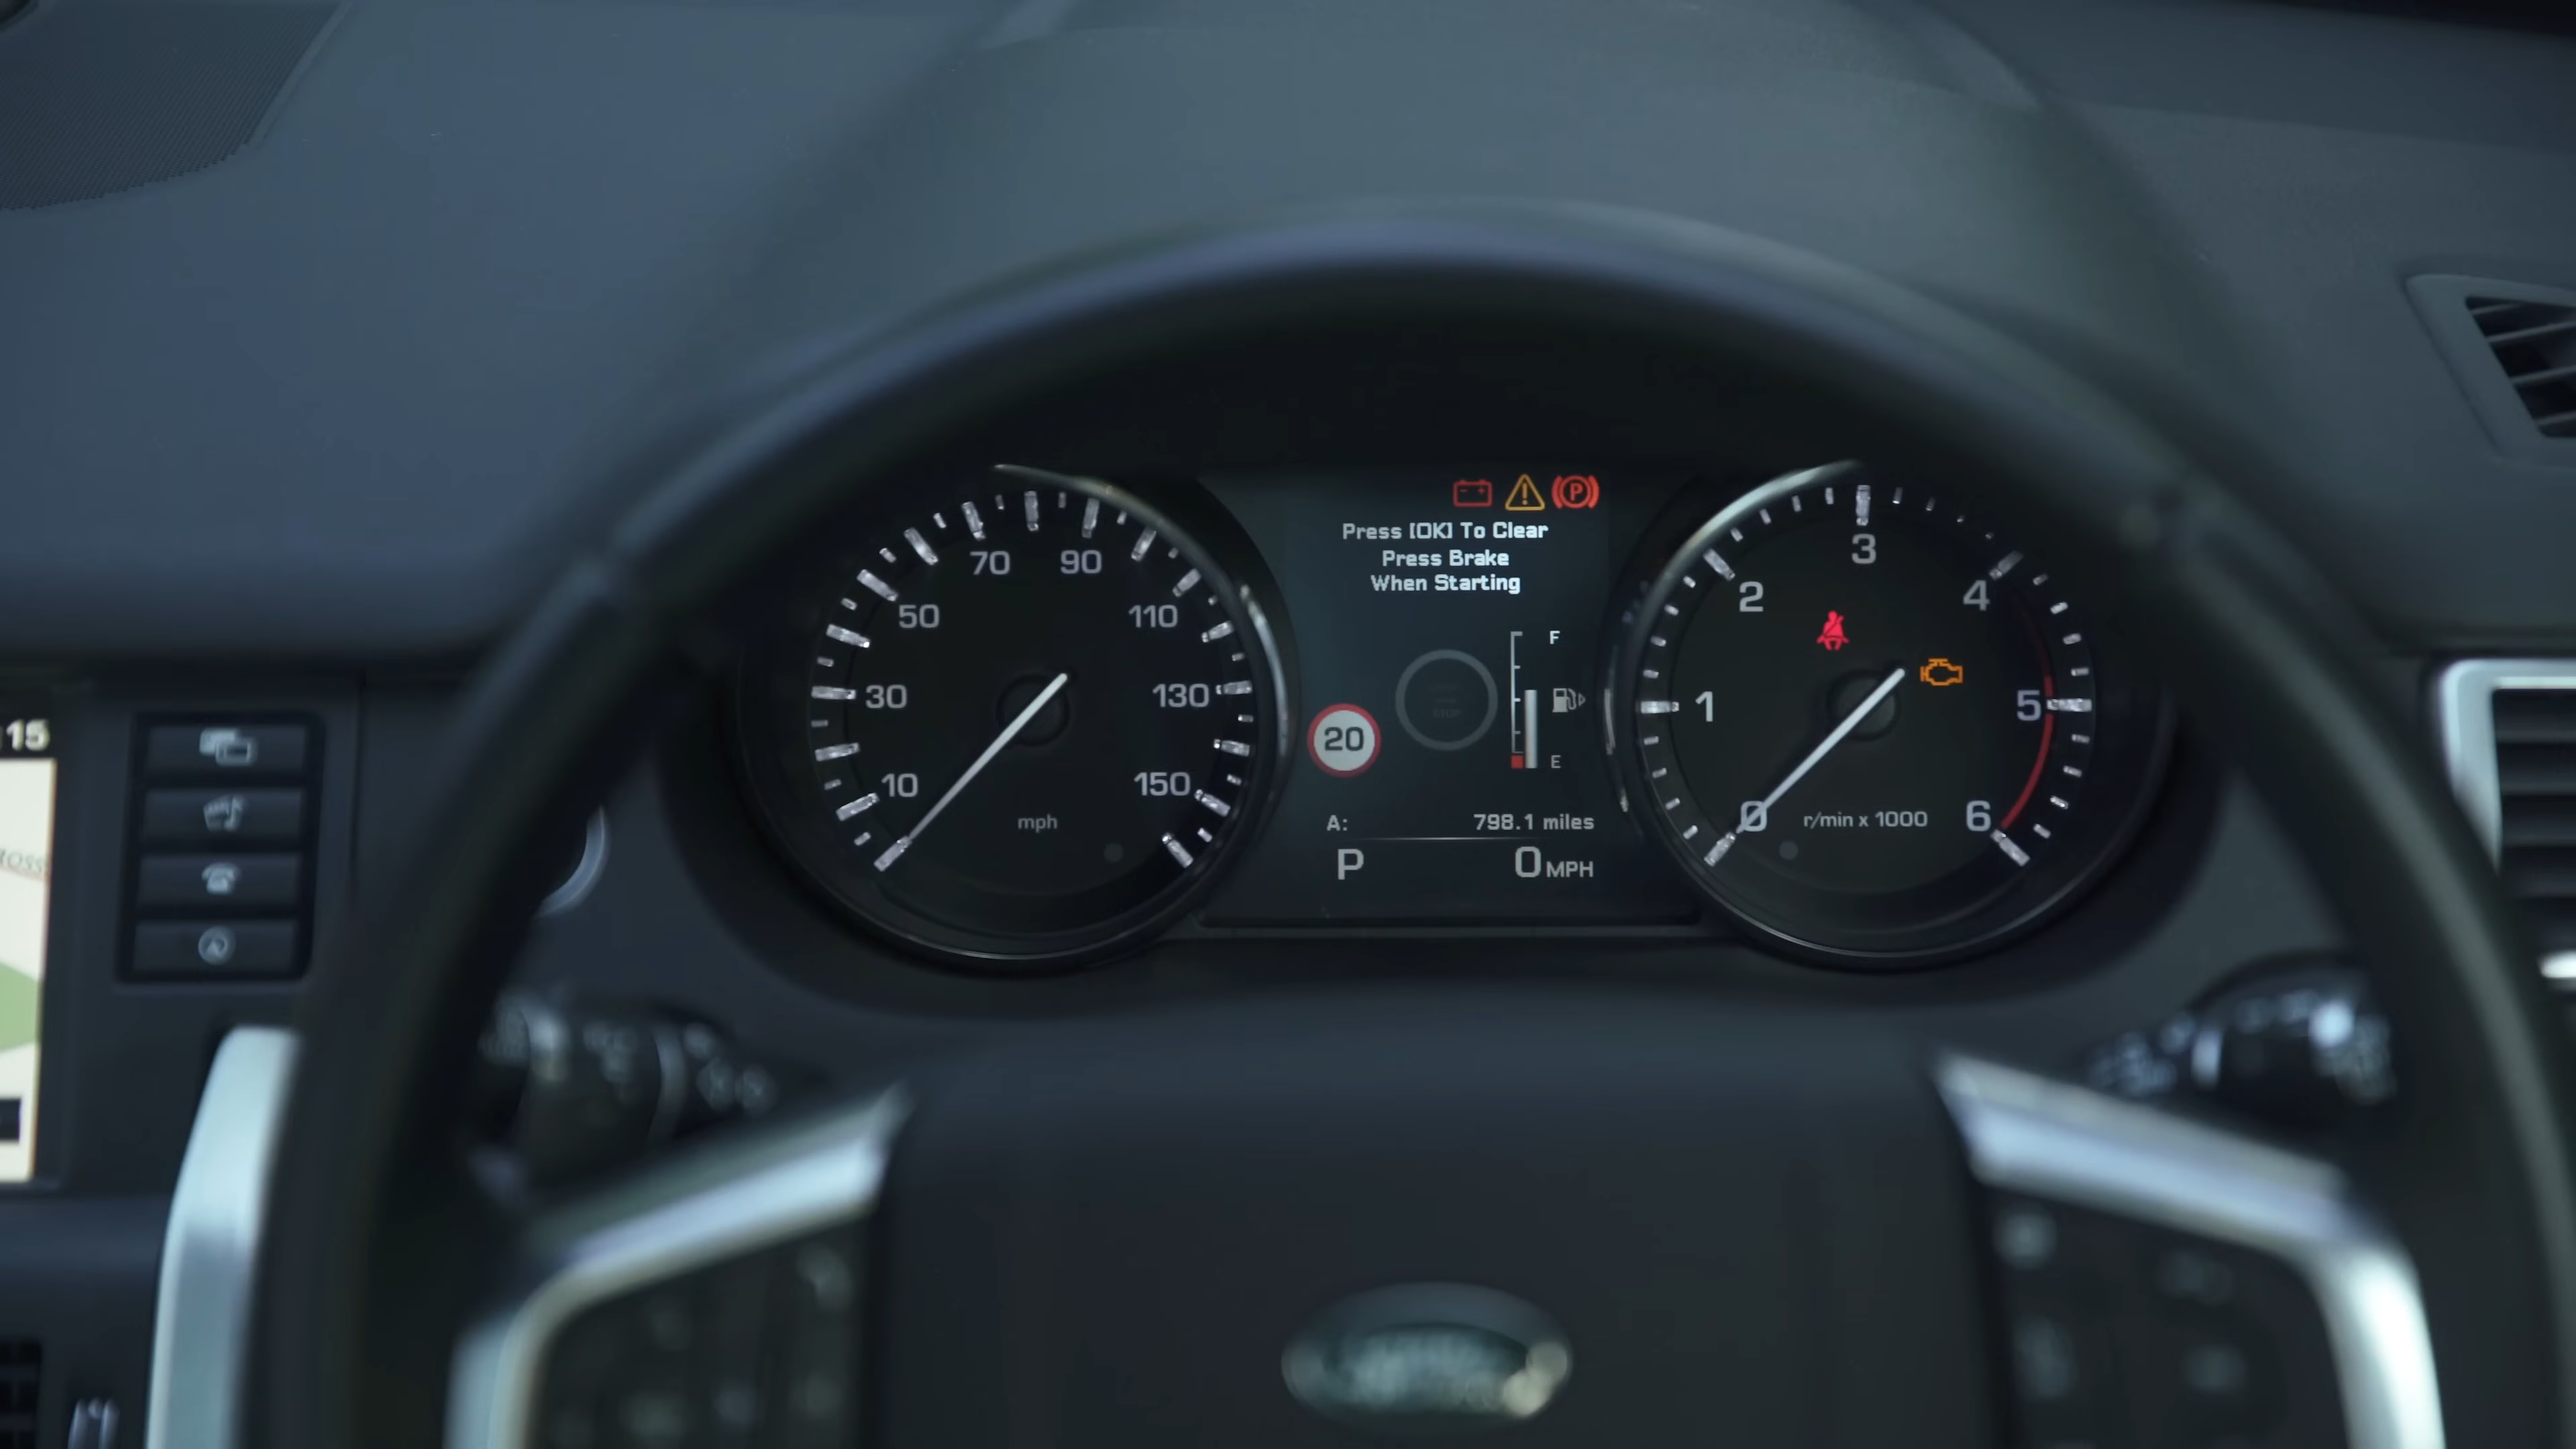 70 90
50 110
30 130
10 150
mph
P
Press [OK] To Clear
Press Brake
When Starting
F
20
E
A: 798.1 miles
P 0 MPH
3
2 4
1 5
0 6
r/min x 1000
15